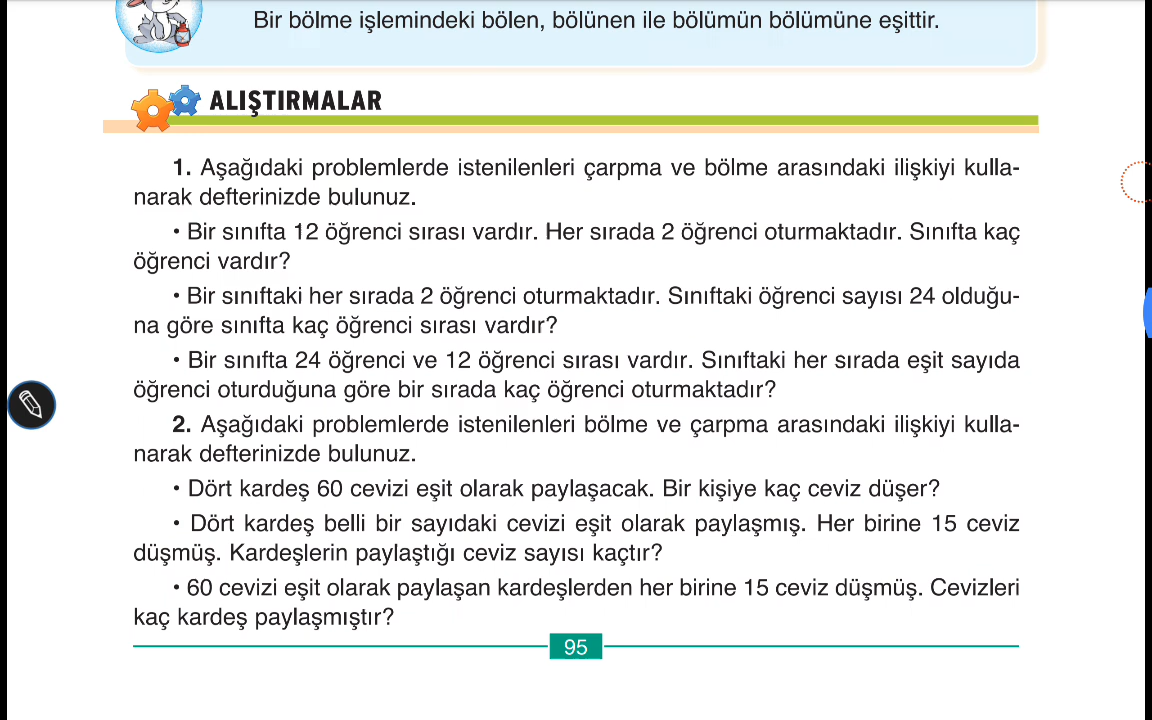 Bir bölme işlemindeki bölen, bölünen ile bölümün bölümüne eşittir.
ALIŞTIRMALAR
1. Aşağıdaki problemlerde istenilenleri çarpma ve bölme arasındaki ilişkiyi kulla-
narak defterinizde bulunuz.
• Bir sınıfta 12 öğrenci sırası vardır. Her sırada 2 öğrenci oturmaktadır. Sınıfta kaç
öğrenci vardır?
• Bir sınıftaki her sırada 2 öğrenci oturmaktadır. Sınıftaki öğrenci sayısı 24 olduğu-
na göre sınıfta kaç öğrenci sırası vardır?
• Bir sınıfta 24 öğrenci ve 12 öğrenci sırası vardır. Sınıftaki her sırada eşit sayıda
öğrenci oturduğuna göre bir sırada kaç öğrenci oturmaktadır?
2. Aşağıdaki problemlerde istenilenleri bölme ve çarpma arasındaki ilişkiyi kulla-
narak defterinizde bulunuz.
• Dört kardeş 60 cevizi eşit olarak paylaşacak. Bir kişiye kaç ceviz düşer?
• Dört kardeş belli bir sayıdaki cevizi eşit olarak paylaşmış. Her birine 15 ceviz
düşmüş. Kardeşlerin paylaştığı ceviz sayısı kaçtır?
• 60 cevizi eşit olarak paylaşan kardeşlerden her birine 15 ceviz düşmüş. Cevizleri
kaç kardeş paylaşmıştır?
95